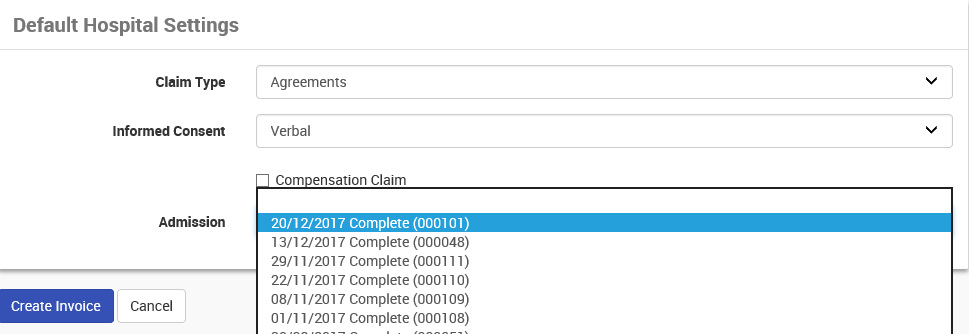 Default Hospital Settings
Claim Type
Agreements
Informed Consent
Verbal
Compensation Claim
Admission
20/12/2017 Complete (000101)
13/12/2017 Complete (000048)
29/11/2017 Complete (000111)
22/11/2017 Complete (000110)
08/11/2017 Complete (000109)
01/11/2017 Complete (000108)
Create Invoice
Cancel